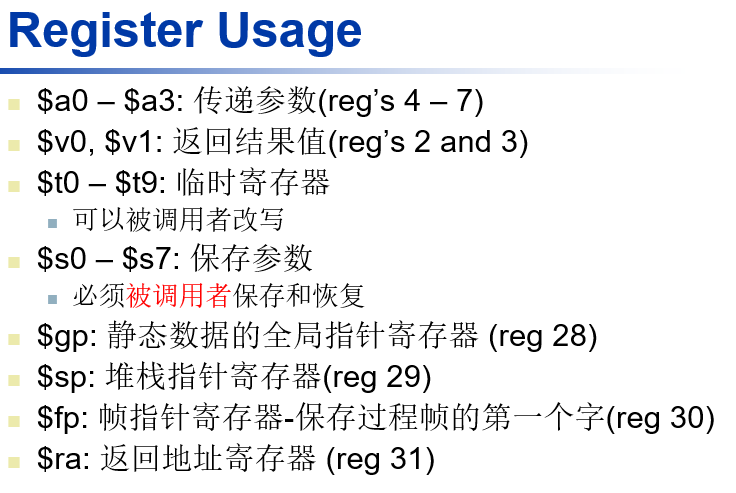 Register Usage
$a0 – $a3: 传递参数(reg’s 4 – 7)
$v0, $v1: 返回结果值(reg’s 2 and 3)
$t0 – $t9: 临时寄存器
可以被调用者改写
$s0 – $s7: 保存参数
必须被调用者保存和恢复
$gp: 静态数据的全局指针寄存器 (reg 28)
$sp: 堆栈指针寄存器(reg 29)
$fp: 帧指针寄存器-保存过程帧的第一个字(reg 30)
$ra: 返回地址寄存器 (reg 31)